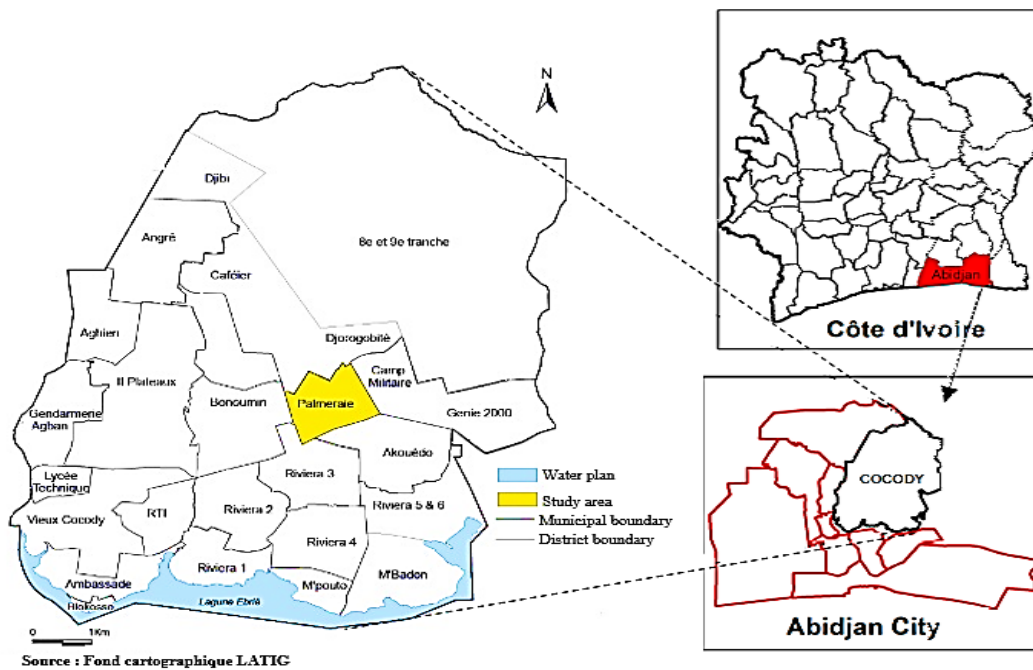 N
Djibi
Angré
8e et 9e tranche
Caféier
Aghien
Djorogobité
II Plateaux
Camp
Militaire
Bonoumin
Palmeraie
Gendarmerie
Agban
Genie 2000
Akouédo
Riviera 3
Lycée
Technique
Riviera 5 & 6
Vieux Cocody
RTI
Riviera 2
Riviera 4
Ambassade
Riviera 1
M'pouto
M'Badon
Blokosso
Lagune Ebrié
Water plan
Study area
Municipal boundary
District boundary
0 1Km
Source : Fond cartographique LATIG
Abidjan
Côte d'Ivoire
COCODY
Abidjan City